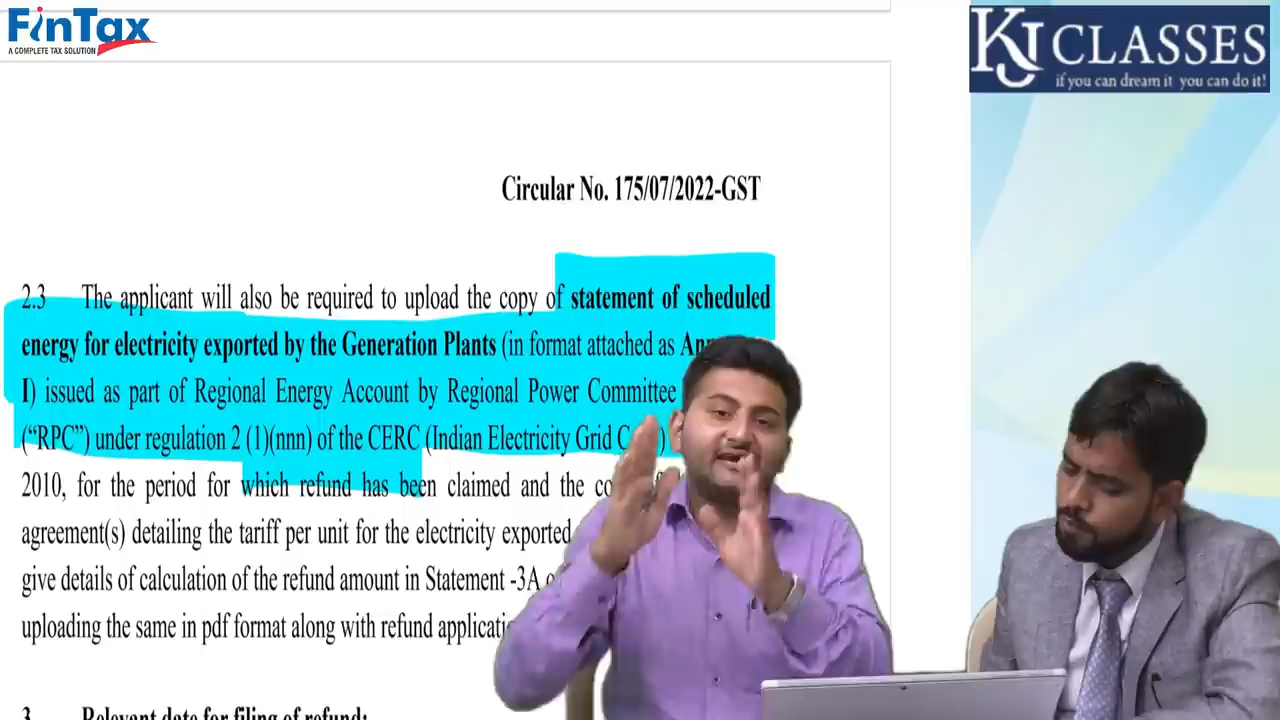 FinTax
A COMPLETE TAX SOLUTION
KJ CLASSES
if you can dream it you can do it!
Circular No. 175/07/2022-GST
2.3 The applicant will also be required to upload the copy of statement of scheduled
energy for electricity exported by the Generation Plants (in format attached as
I) issued as part of Regional Energy Account by Regional Power Committee
(“RPC”) under regulation 2 (1)(nnn) of the CERC (Indian Electricity Grid
2010, for the period for which refund has been claimed and the
agreement(s) detailing the tariff per unit for the electricity exported
give details of calculation of the refund amount in Statement -3A
uploading the same in pdf format along with refund
3. Relevant date for filing of refund: